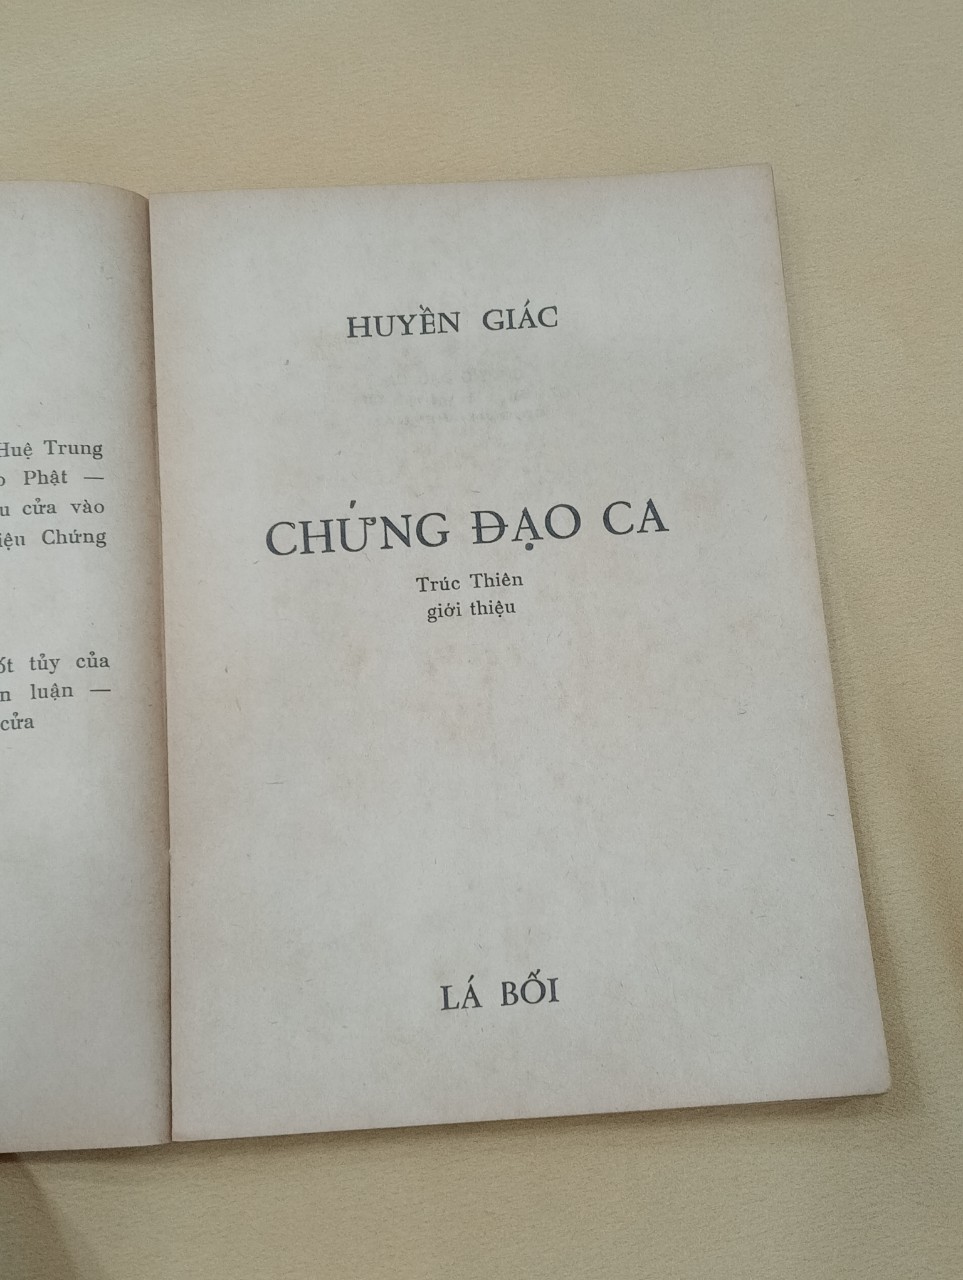 Huệ Trung
Phật —
cửa vào
Chứng
tủy của
luận —
cửa
HUYỀN GIÁC
CHỨNG ĐẠO CA
Trúc Thiên
giới thiệu
LÁ BỐI